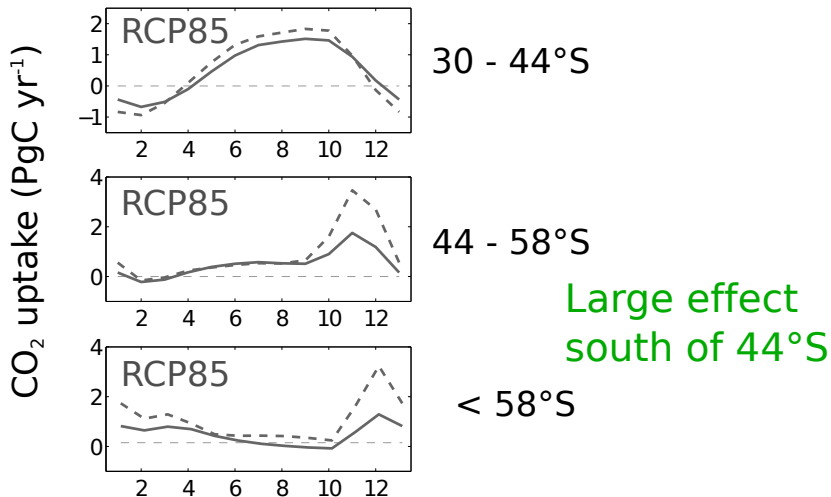 CO₂ uptake (PgC yr⁻¹)
RCP85
2
1
0
−1
2 4 6 8 10 12
30 - 44°S
RCP85
4
2
0
2 4 6 8 10 12
44 - 58°S
Large effect
south of 44°S
RCP85
4
2
0
2 4 6 8 10 12
< 58°S